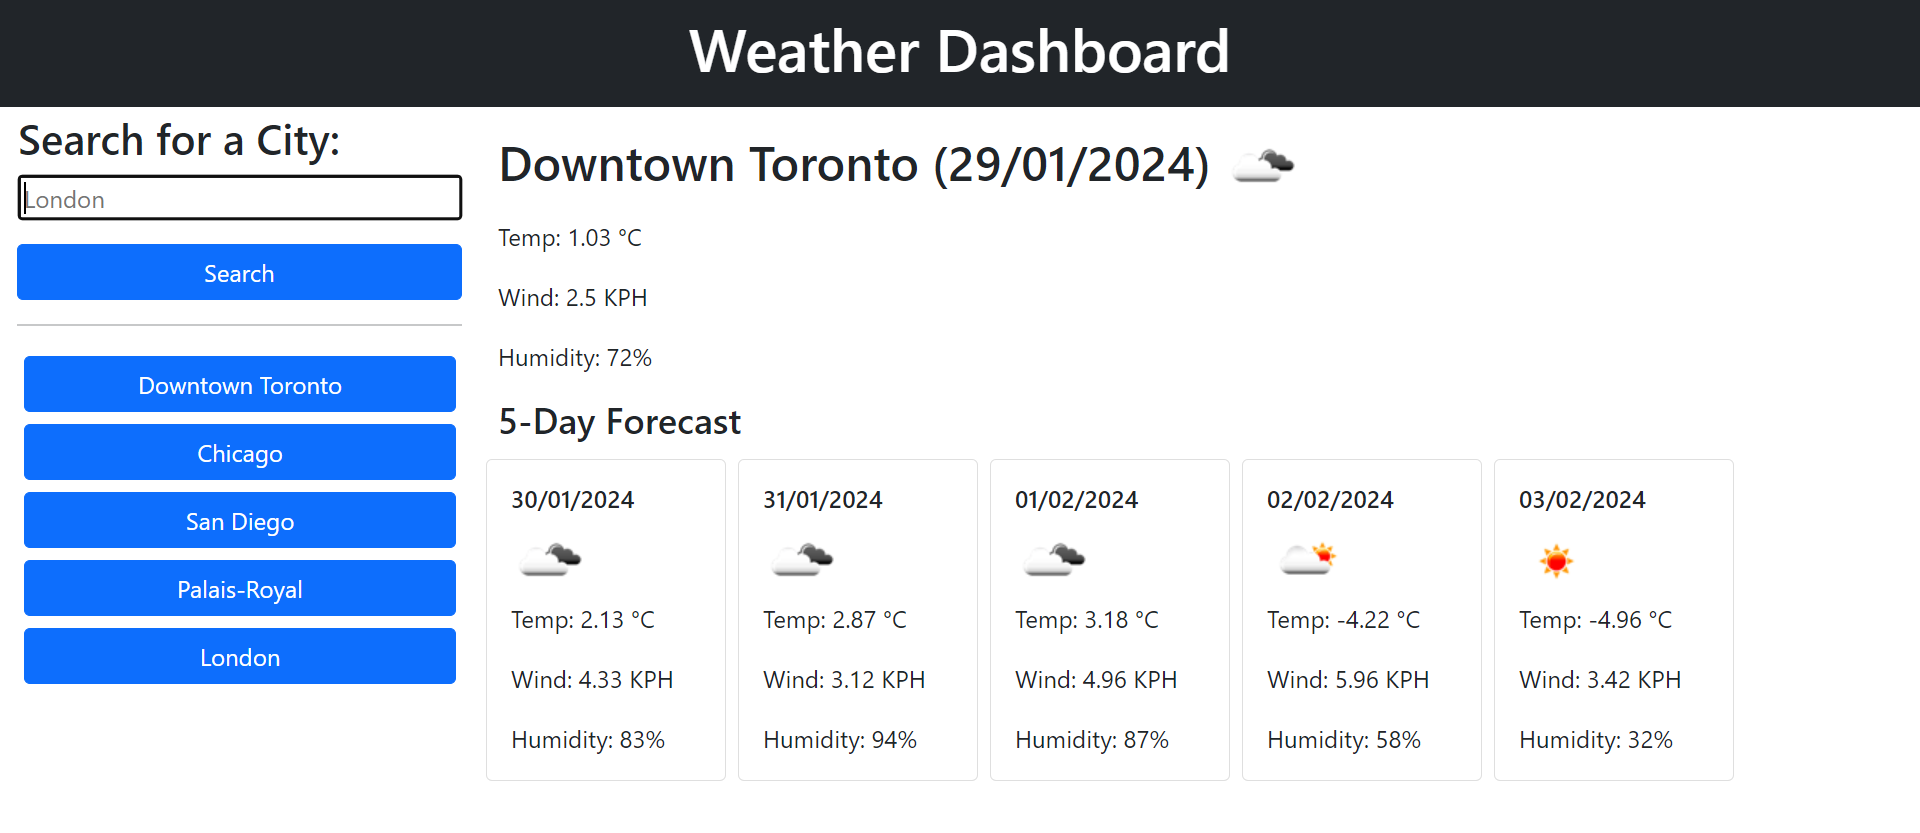 Weather Dashboard
Search for a City:
London
Search
Downtown Toronto
Chicago
San Diego
Palais-Royal
London
Downtown Toronto (29/01/2024)
Temp: 1.03 °C
Wind: 2.5 KPH
Humidity: 72%
5-Day Forecast
30/01/2024
Temp: 2.13 °C
Wind: 4.33 KPH
Humidity: 83%
31/01/2024
Temp: 2.87 °C
Wind: 3.12 KPH
Humidity: 94%
01/02/2024
Temp: 3.18 °C
Wind: 4.96 KPH
Humidity: 87%
02/02/2024
Temp: -4.22 °C
Wind: 5.96 KPH
Humidity: 58%
03/02/2024
Temp: -4.96 °C
Wind: 3.42 KPH
Humidity: 32%